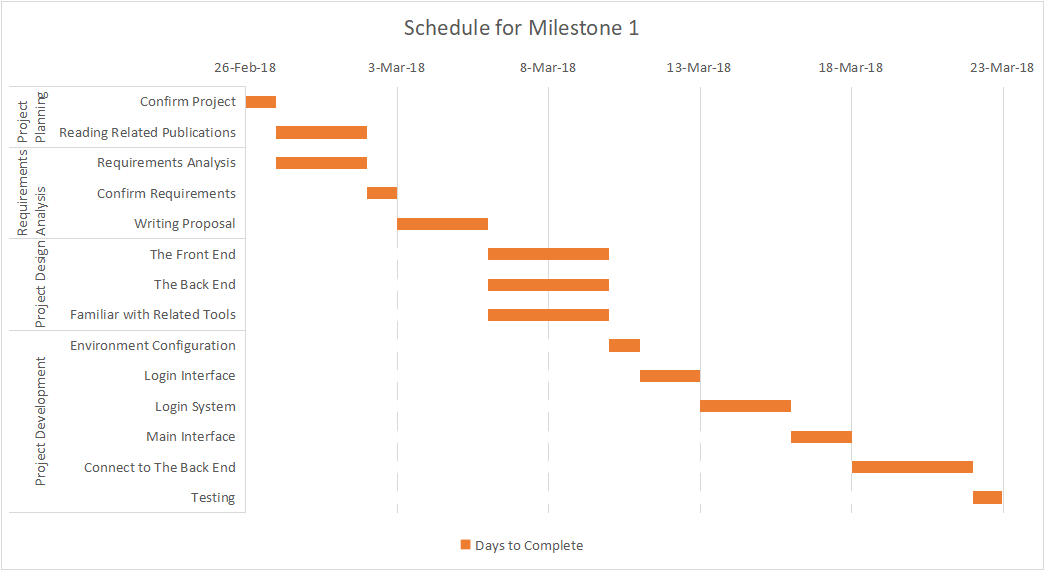 Schedule for Milestone 1
26-Feb-18 3-Mar-18 8-Mar-18 13-Mar-18 18-Mar-18 23-Mar-18
Project
Planning
Confirm Project
Reading Related Publications
Requirements
Analysis
Requirements Analysis
Confirm Requirements
Writing Proposal
Project Design
The Front End
The Back End
Familiar with Related Tools
Project Development
Environment Configuration
Login Interface
Login System
Main Interface
Connect to The Back End
Testing
Days to Complete